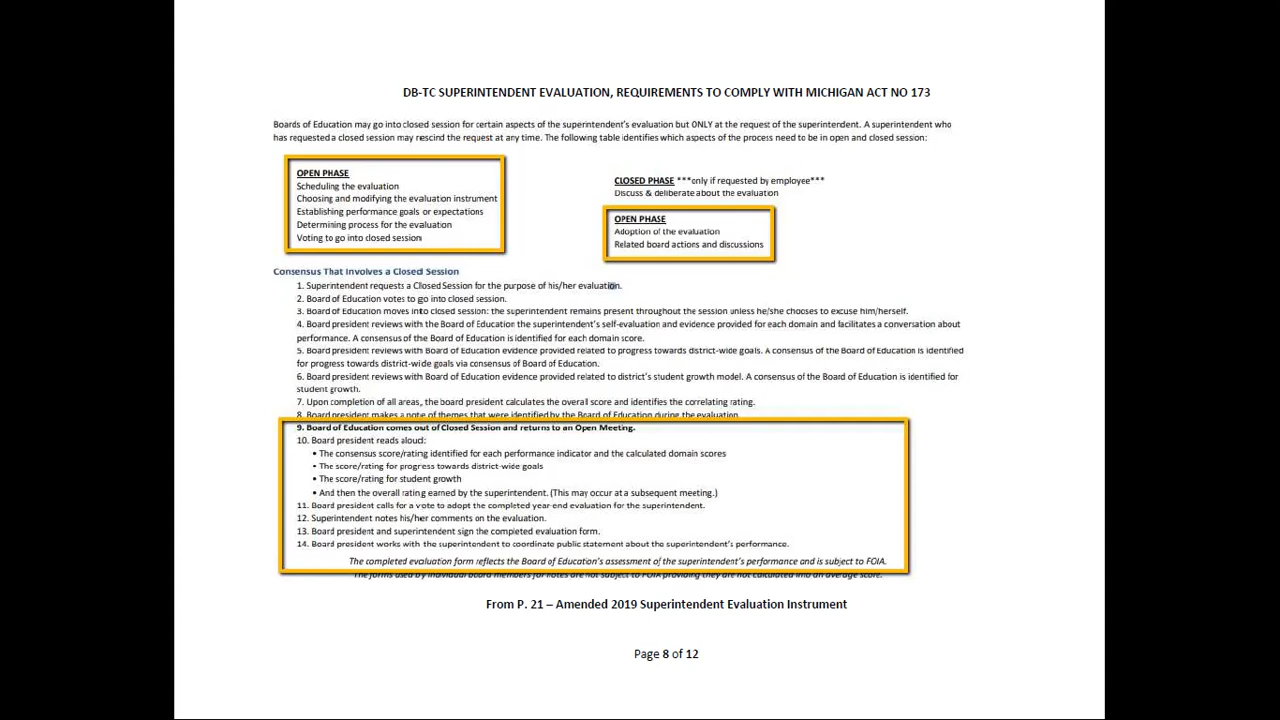 DB-TC SUPERINTENDENT EVALUATION, REQUIREMENTS TO COMPLY WITH MICHIGAN ACT NO 173
Boards of Education may go into closed session for certain aspects of the superintendent's evaluation but ONLY at the request of the superintendent. A superintendent who
has requested a closed session may rescind the request at any time. The following table identifies which aspects of the process need to be in open and closed session:
OPEN PHASE
Scheduling the evaluation
Choosing and modifying the evaluation instrument
Establishing performance goals or expectations
Determining process for the evaluation
Voting to go into closed session
CLOSED PHASE ***only if requested by employee***
Discuss & deliberate about the evaluation
OPEN PHASE
Adoption of the evaluation
Related board actions and discussions
Consensus That Involves a Closed Session
1. Superintendent requests a Closed Session for the purpose of his/her evaluation.
2. Board of Education votes to go into closed session.
3. Board of Education moves into closed session: the superintendent remains present throughout the session unless he/she chooses to excuse him/herself.
4. Board president reviews with the Board of Education the superintendent's self-evaluation and evidence provided for each domain and facilitates a conversation about
performance. A consensus of the Board of Education is identified for each domain score.
5. Board president reviews with Board of Education evidence provided related to progress towards district-wide goals. A consensus of the Board of Education is identified
for progress towards district-wide goals via consensus of Board of Education.
6. Board president reviews with Board of Education evidence provided related to district's student growth model. A consensus of the Board of Education is identified for
student growth.
7. Upon completion of all areas, the board president calculates the overall score and identifies the correlating rating.
8. Board president makes a note of themes that were identified by the Board of Education during the evaluation.
9. Board of Education comes out of Closed Session and returns to an Open Meeting.
10. Board president reads aloud:
• The consensus score/rating identified for each performance indicator and the calculated domain scores
• The score/rating for progress towards district-wide goals
• The score/rating for student growth
• And then the overall rating earned by the superintendent. (This may occur at a subsequent meeting.)
11. Board president calls for a vote to adopt the completed year-end evaluation for the superintendent.
12. Superintendent notes his/her comments on the evaluation.
13. Board president and superintendent sign the completed evaluation form.
14. Board president works with the superintendent to coordinate public statement about the superintendent's performance.
The completed evaluation form reflects the Board of Education's assessment of the superintendent's performance and is subject to FOIA.
The forms used by individual board members for notes are not subject to FOIA providing they are not calculated into an average score.
From P. 21 – Amended 2019 Superintendent Evaluation Instrument
Page 8 of 12